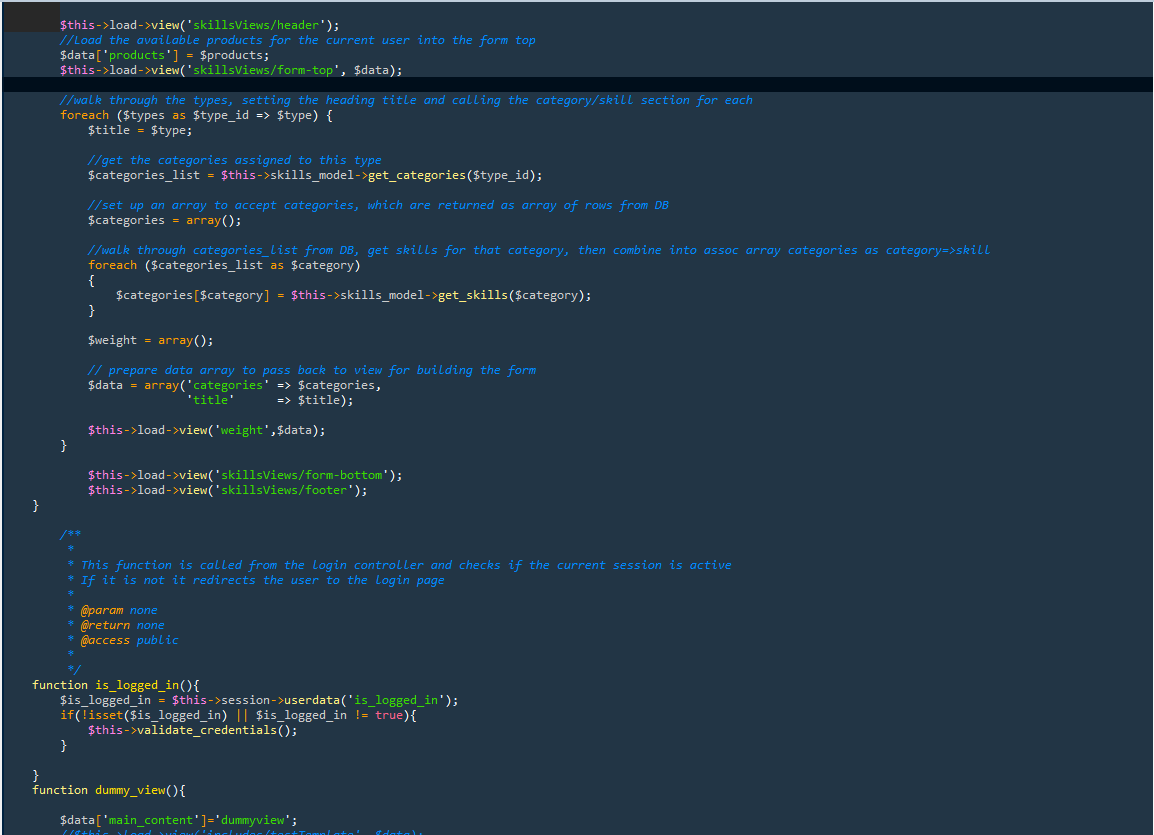 $this->load->view('skillsViews/header');
//Load the available products for the current user into the form top
$data['products'] = $products;
$this->load->view('skillsViews/form-top', $data);
//walk through the types, setting the heading title and calling the category/skill section for each
foreach ($types as $type_id => $type) {
$title = $type;
//get the categories assigned to this type
$categories_list = $this->skills_model->get_categories($type_id);
//set up an array to accept categories, which are returned as array of rows from DB
$categories = array();
//walk through categories_list from DB, get skills for that category, then combine into assoc array categories as category=>skill
foreach ($categories_list as $category)
{
$categories[$category] = $this->skills_model->get_skills($category);
}
$weight = array();
// prepare data array to pass back to view for building the form
$data = array('categories' => $categories,
'title' => $title);
$this->load->view('weight',$data);
}
$this->load->view('skillsViews/form-bottom');
$this->load->view('skillsViews/footer');
}
/**
*
* This function is called from the login controller and checks if the current session is active
* If it is not it redirects the user to the login page
*
* @param none
* @return none
* @access public
*
*/
function is_logged_in(){
$is_logged_in = $this->session->userdata('is_logged_in');
if(!isset($is_logged_in) || $is_logged_in != true){
$this->validate_credentials();
}
}
function dummy_view(){
$data['main_content']='dummyview';
//$this->load->view('includes/testTemplate', $data);